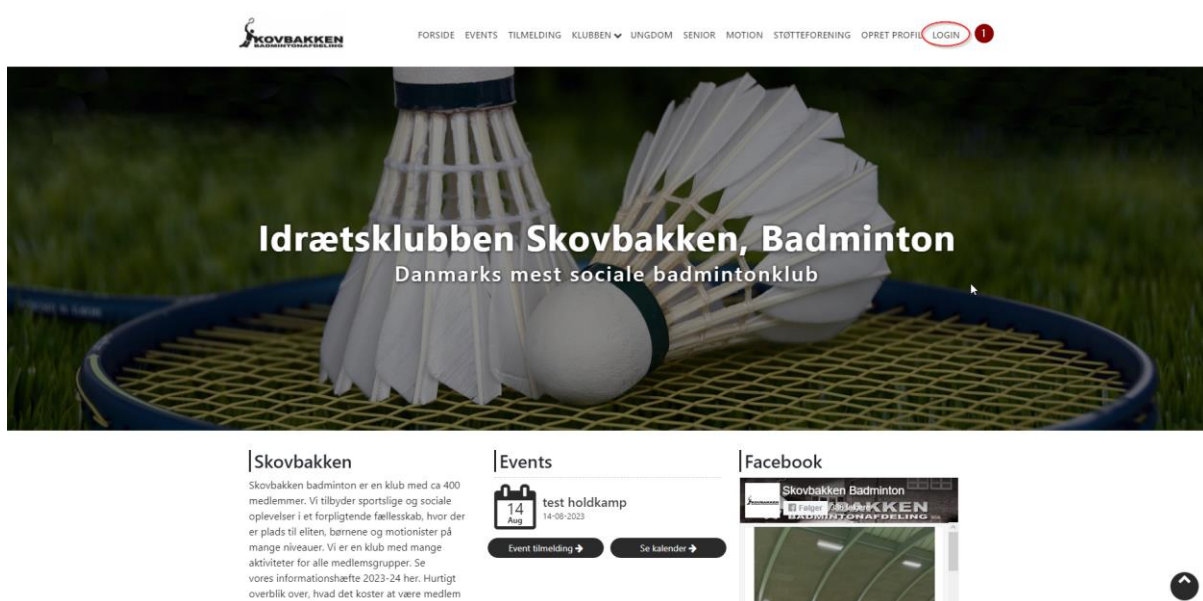 SKOVBAKKEN
BADMINTONAFDELING
FORSIDE EVENTS TILMELDING KLUBBEN UNGDOM SENIOR MOTION STØTTEFORENING OPRET PROFIL LOGIN 1
Idrætsklubben Skovbakken, Badminton
Danmarks mest sociale badmintonklub
Skovbakken
Skovbakken badminton er en klub med ca 400
medlemmer. Vi tilbyder sportslige og sociale
oplevelser i et forpligtende fællesskab, hvor der
er plads til eliten, børnene og motionister på
mange niveauer. Vi er en klub med mange
aktiviteter for alle medlemsgrupper. Se
vores informationshæfte 2023-24 her. Hurtigt
overblik over, hvad det koster at være medlem
Events
14
Aug
test holdkamp
14-08-2023
Event tilmelding
Se kalender
Facebook
Skovbakken Badminton
Følger
BADMINTONAFDELING